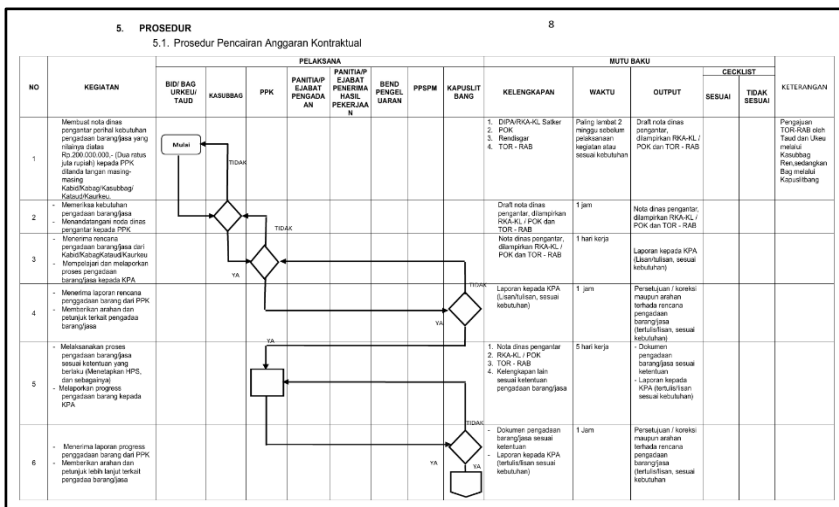 8
5. PROSEDUR
5.1. Prosedur Pencairan Anggaran Kontraktual
NO
KEGIATAN
PELAKSANA
BID/ BAG
URKEU/
TAUD
KASUBBAG
PPK
PANITIA/P
EJABAT
PENGADA
AN
PANITIA/P
EJABAT
PENERIMA
HASIL
PEKERJAA
N
BEND
PENGEL
UARAN
PPSPM
KAPUSLIT
BANG
MUTU BAKU
KELENGKAPAN
WAKTU
OUTPUT
CECKLIST
SESUAI
TIDAK
SESUAI
KETERANGAN
1
Membuat nota dinas
pengantar perihal kebutuhan
pengadaan barang/jasa yang
nilainya diatas
Rp.200.000.000,- (Dua ratus
juta rupiah) kepada PPK
ditanda tangan masing-
masing
Kabid/Kabag/Kasubbag/
Kataud/Kaurkeu.
Mulai
TIDAK
1. DIPA/RKA-KL Satker
2. POK
3. Rendisgar
4. TOR - RAB
Paling lambat 2
minggu sebelum
pelaksanaan
kegiatan atau
sesuai kebutuhan
Draft nota dinas
pengantar,
dilampirkan RKA-KL /
POK dan TOR - RAB
Pengajuan
TOR-RAB oleh
Taud dan Ukeu
melalui
Kasubbag
Ren,sedangkan
Bag melalui
Kapuslitbang
2
- Memeriksa kebutuhan
pengadaan barang/jasa
- Menandatangani noda dinas
pengantar kepada PPK
TIDAK
Draft nota dinas
pengantar, dilampirkan
RKA-KL / POK dan
TOR - RAB
1 jam
Nota dinas pengantar,
dilampirkan RKA-KL /
POK dan TOR - RAB
3
- Menerima rencana
pengadaan barang/jasa dari
Kabid/KabagKataud/Kaurkeu
- Mempelajari dan melaporkan
proses pengadaan
barang/jasa kepada KPA
YA
TIDAK
Nota dinas pengantar,
dilampirkan RKA-KL /
POK dan TOR - RAB
1 hari kerja
Laporan kepada KPA
(Lisan/tulisan, sesuai
kebutuhan)
4
- Menerima laporan rencana
penggadaan barang dari PPK
- Memberikan arahan dan
petunjuk terkait pengadaa
barang/jasa
YA
YA
Laporan kepada KPA
(Lisan/tulisan, sesuai
kebutuhan)
1 jam
Persetujuan / koreksi
maupun arahan
terhada rencana
pengadaan
barang/jasa
(tertulis/lisan, sesuai
kebutuhan)
5
- Melaksanakan proses
pengadaan barang/jasa
sesuai ketentuan yang
berlaku (Menetapkan HPS,
dan sebagainya)
- Melaporkan progress
pengadaan barang kepada
KPA
TIDAK
1. Nota dinas pengantar
2. RKA-KL / POK
3. TOR - RAB
4. Kelengkapan lain
sesuai ketentuan
pengadaan barang/jasa
5 hari kerja
- Dokumen
pengadaan
barang/jasa sesuai
ketentuan
- Laporan kepada
KPA (tertulis/lisan
sesuai kebutuhan)
6
- Menerima laporan progress
penggadaan barang dari PPK
- Memberikan arahan dan
petunjuk lebih lanjut terkait
pengadaa barang/jasa
YA
YA
- Dokumen pengadaan
barang/jasa sesuai
ketentuan
- Laporan kepada KPA
(tertulis/lisan sesuai
kebutuhan)
1 Jam
Persetujuan / koreksi
maupun arahan
terhada rencana
pengadaan
barang/jasa
(tertulis/lisan, sesuai
kebutuhan